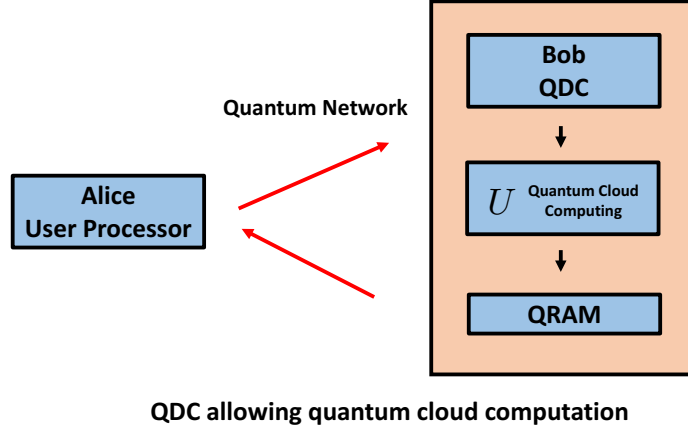 Bob
QDC
Quantum Network
Alice
User Processor
U Quantum Cloud
Computing
QRAM
QDC allowing quantum cloud computation